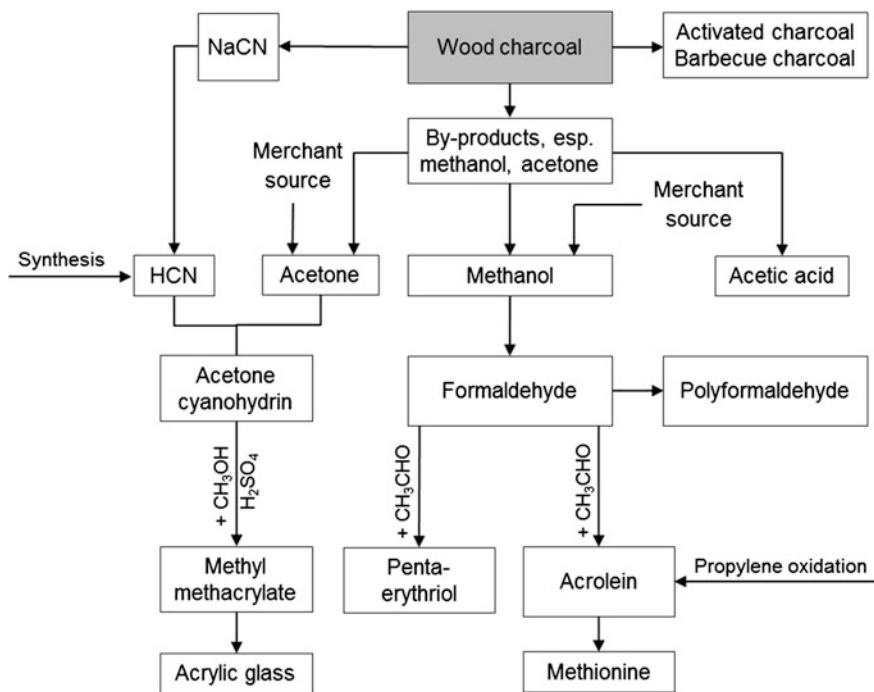 NaCN
Wood charcoal
Activated charcoal
Barbecue charcoal
By-products, esp.
methanol, acetone
Merchant
source
Merchant
source
Synthesis
HCN
Acetone
Methanol
Acetic acid
Acetone
cyanohydrin
Formaldehyde
Polyformaldehyde
+ CH₃OH
H₂SO₄
+ CH₃CHO
+ CH₃CHO
Methyl
methacrylate
Penta-
erythriol
Acrolein
Propylene oxidation
Acrylic glass
Methionine